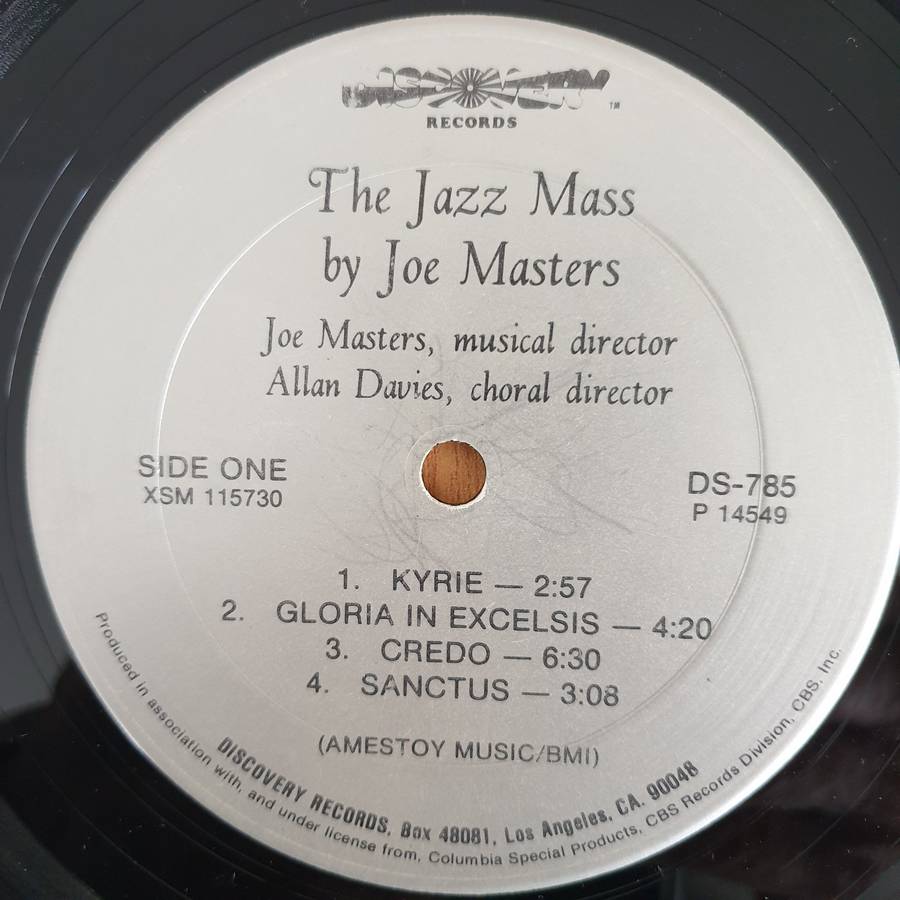 DISCOVERY TM
RECORDS
The Jazz Mass
by Joe Masters
Joe Masters, musical director
Allan Davies, choral director
SIDE ONE
XSM 115730
DS-785
P 14549
1. KYRIE — 2:57
2. GLORIA IN EXCELSIS — 4:20
3. CREDO — 6:30
4. SANCTUS — 3:08
(AMESTOY MUSIC/BMI)
DISCOVERY RECORDS, Box 48081, Los Angeles, CA. 90048
Produced in association with, and under license from, Columbia Special Products, CBS Records Division, CBS, Inc.